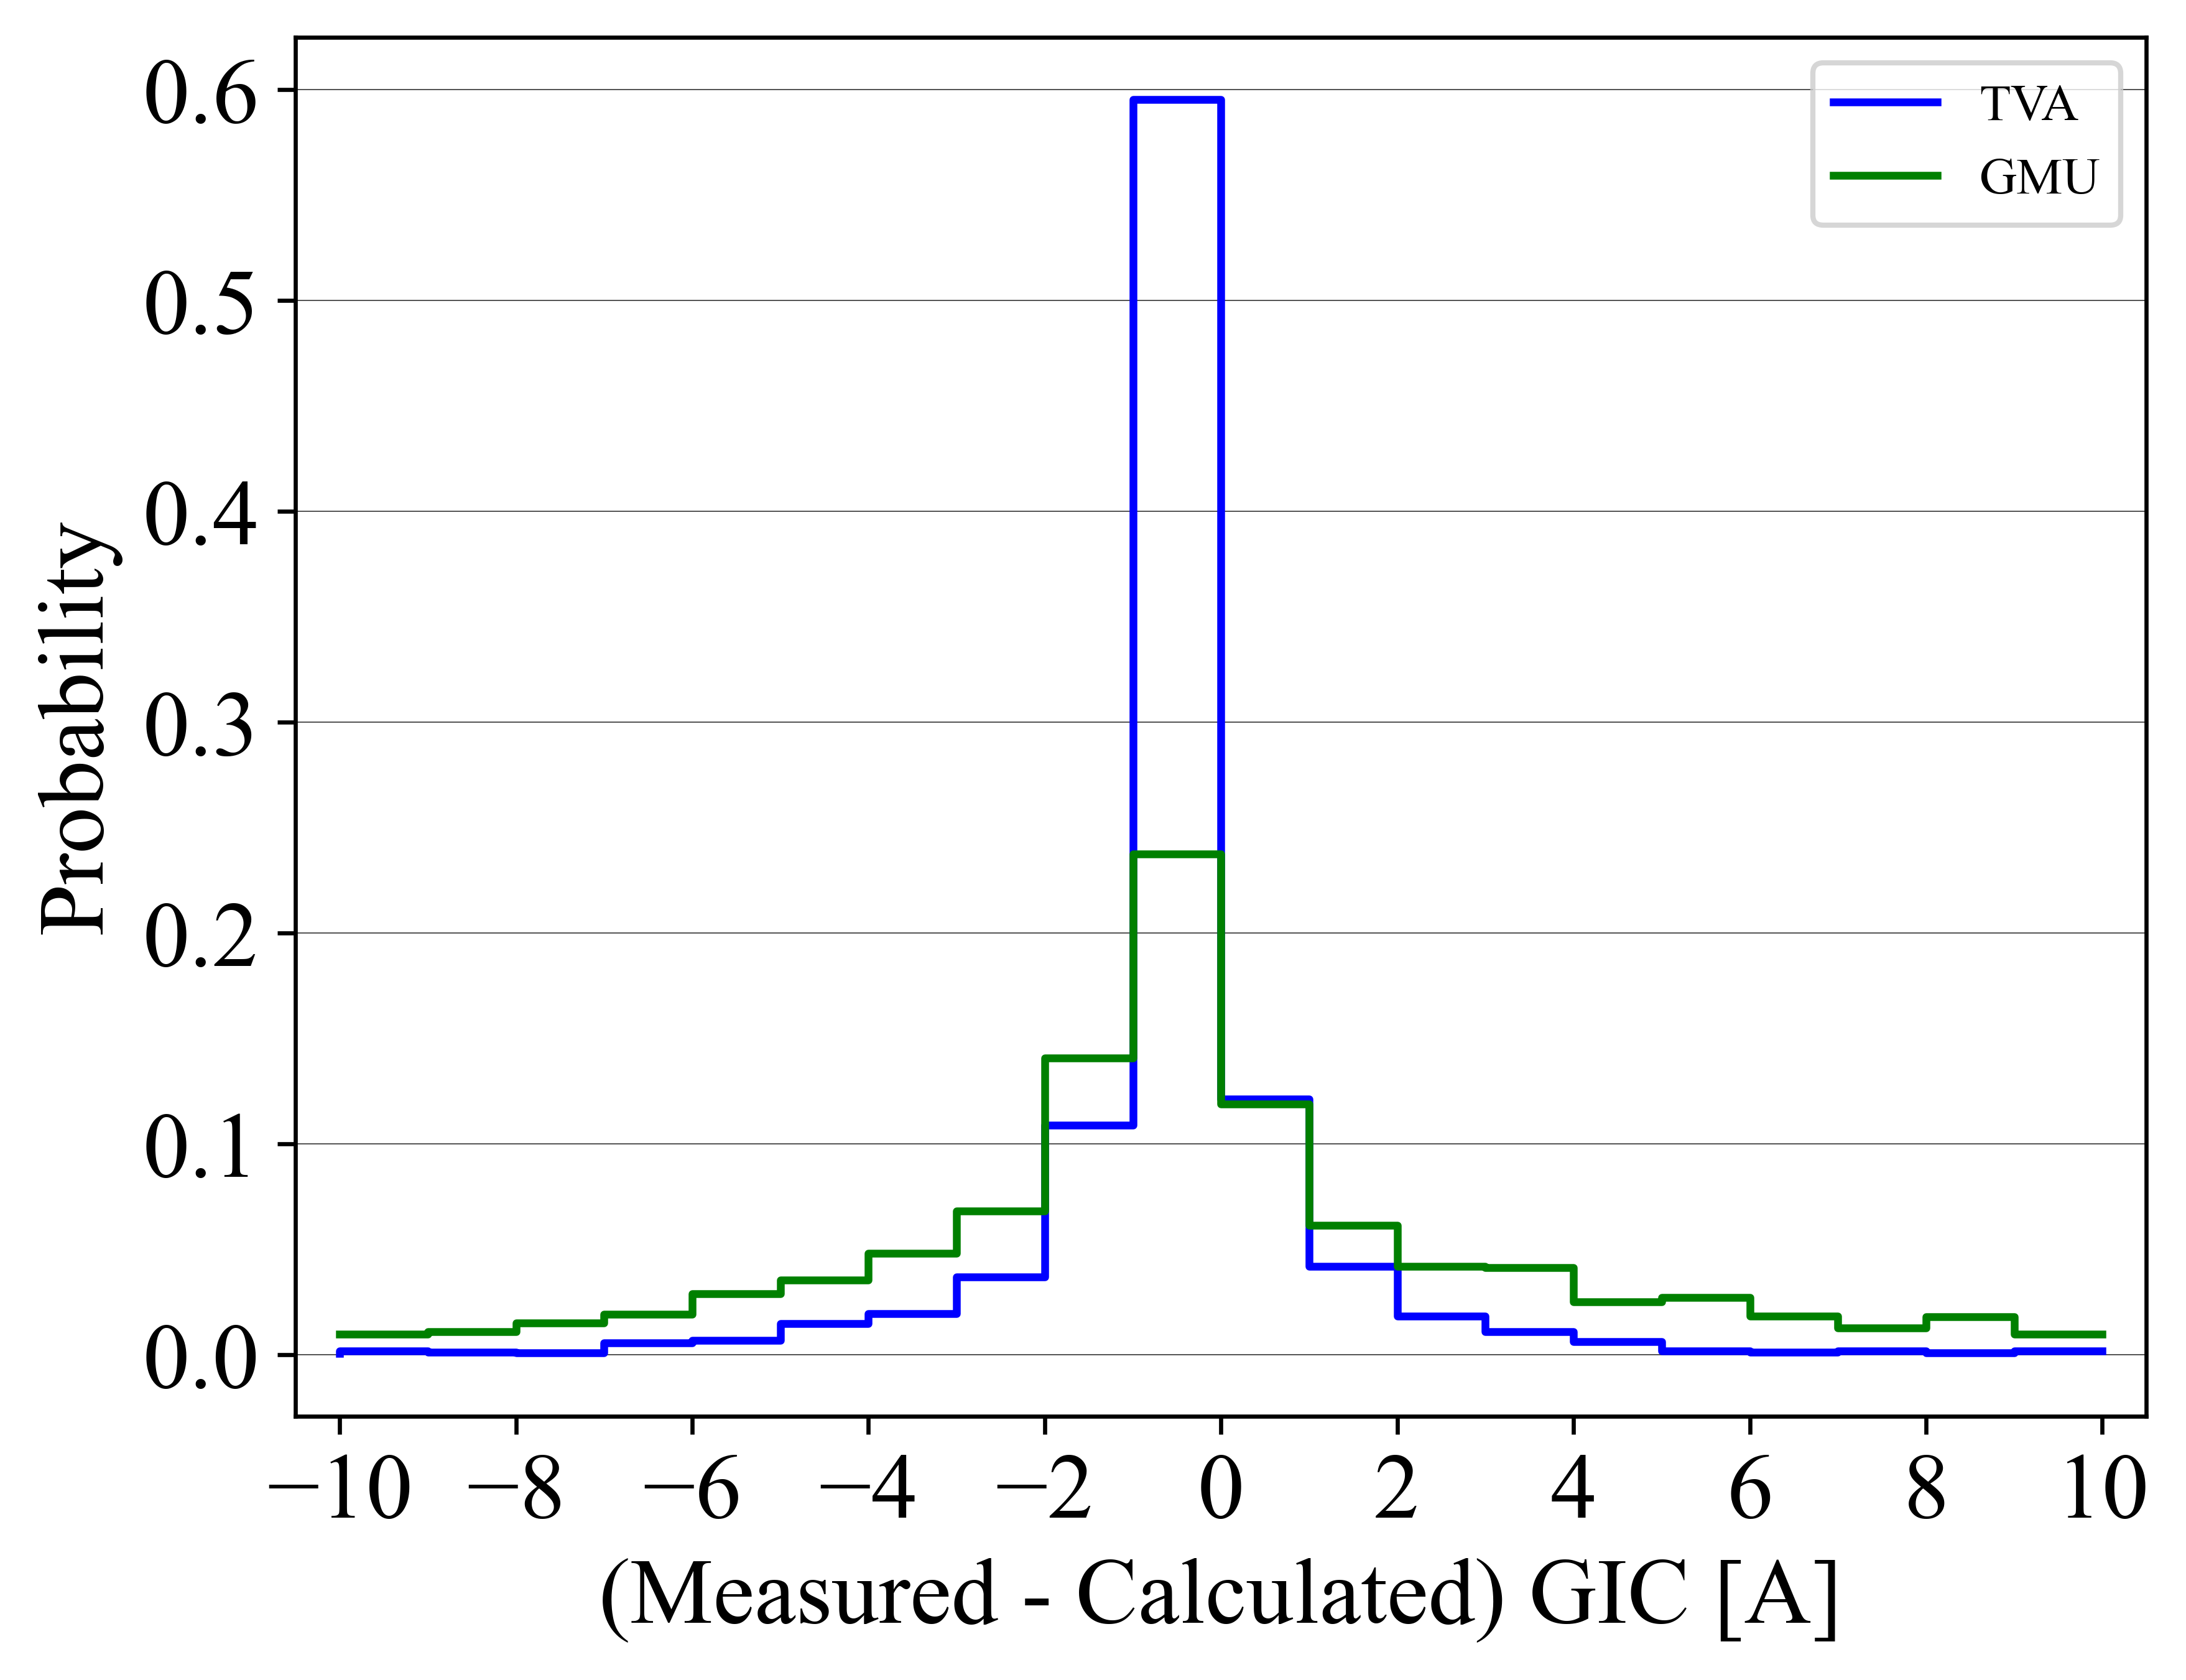 0.6
0.5
0.4
0.3
0.2
0.1
0.0
Probability
TVA
GMU
−10 −8 −6 −4 −2 0 2 4 6 8 10
(Measured - Calculated) GIC [A]